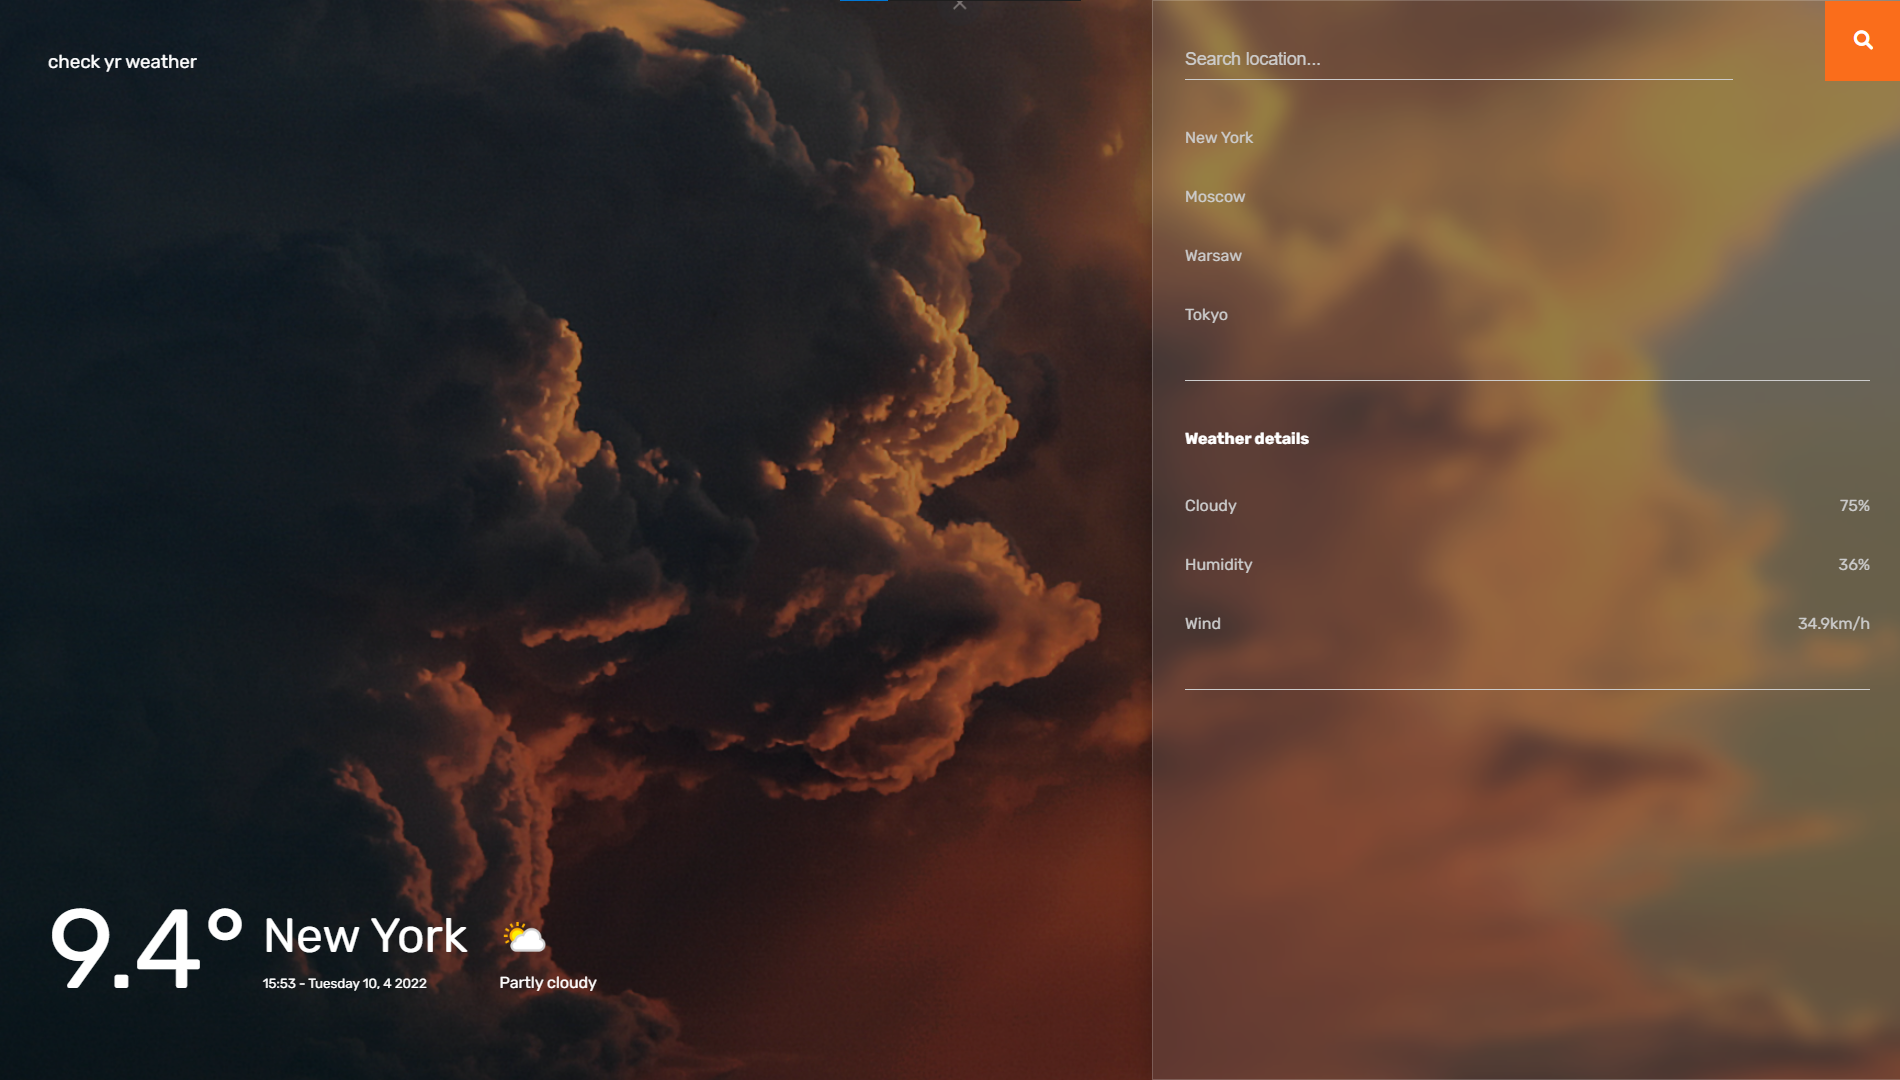 check yr weather
Search location...
New York
Moscow
Warsaw
Tokyo
Weather details
Cloudy 75%
Humidity 36%
Wind 34.9km/h
9.4°
New York
15:53 - Tuesday 10, 4 2022
Partly cloudy